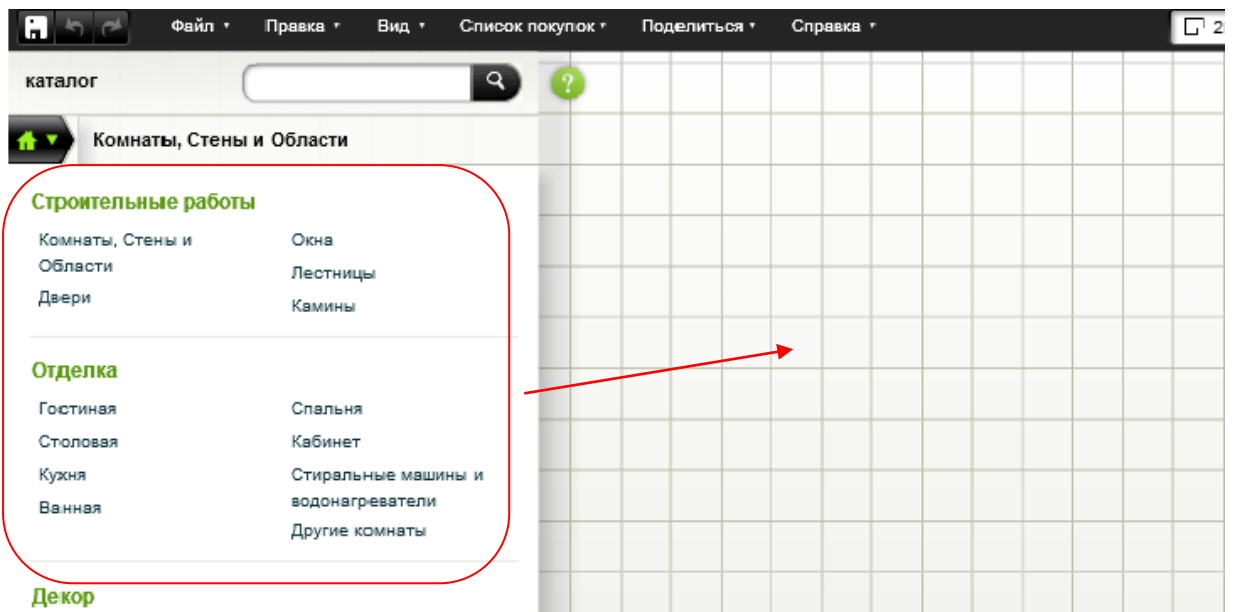 Файл Правка Вид Список покупок Поделиться Справка 2
каталог
?
Комнаты, Стены и Области
Строительные работы
Комнаты, Стены и
Области
Двери
Окна
Лестницы
Камины
Отделка
Гостиная
Столовая
Кухня
Ванная
Спальня
Кабинет
Стиральные машины и
водонагреватели
Другие комнаты
Декор